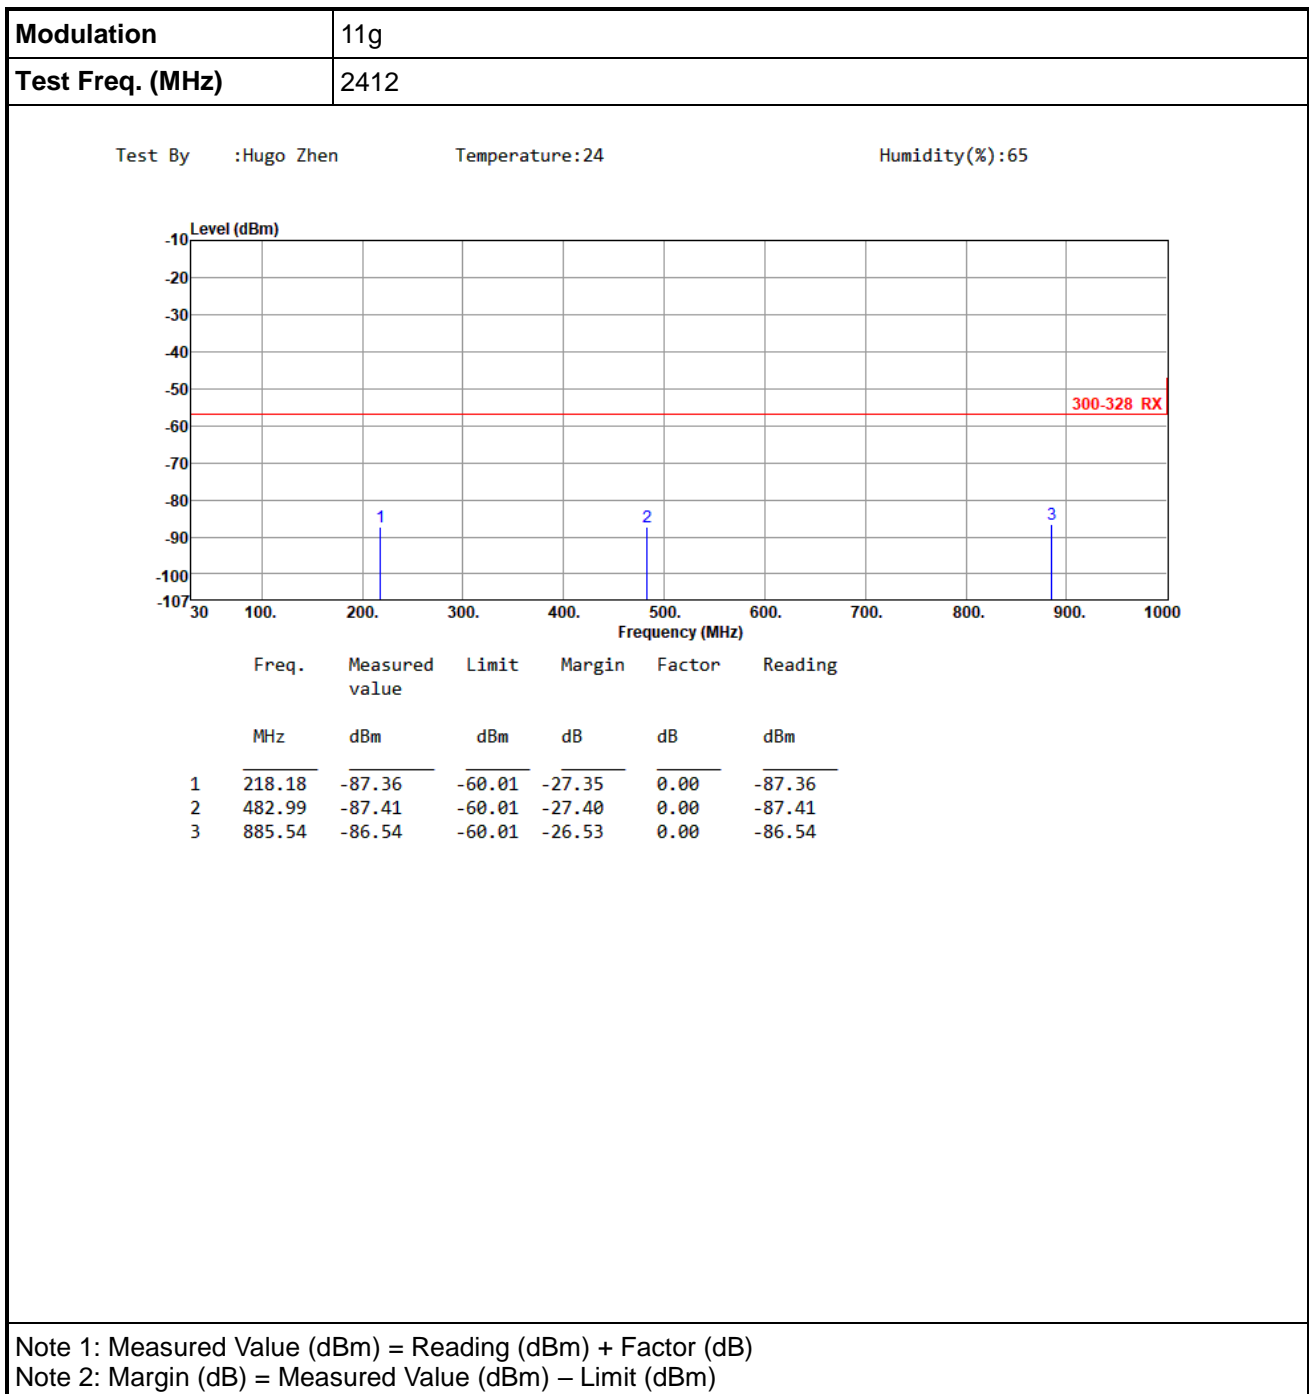 Modulation 11g
Test Freq. (MHz) 2412
Test By :Hugo Zhen Temperature:24 Humidity(%):65
Level (dBm)
-10
-20
-30
-40
-50
300-328 RX
-60
-70
-80
1 2 3
-90
-100
-107
30 100. 200. 300. 400. 500. 600. 700. 800. 900. 1000
Frequency (MHz)
Freq. Measured Limit Margin Factor Reading
value
MHz dBm dBm dB dB dBm
1 218.18 -87.36 -60.01 -27.35 0.00 -87.36
2 482.99 -87.41 -60.01 -27.40 0.00 -87.41
3 885.54 -86.54 -60.01 -26.53 0.00 -86.54
Note 1: Measured Value (dBm) = Reading (dBm) + Factor (dB)
Note 2: Margin (dB) = Measured Value (dBm) – Limit (dBm)